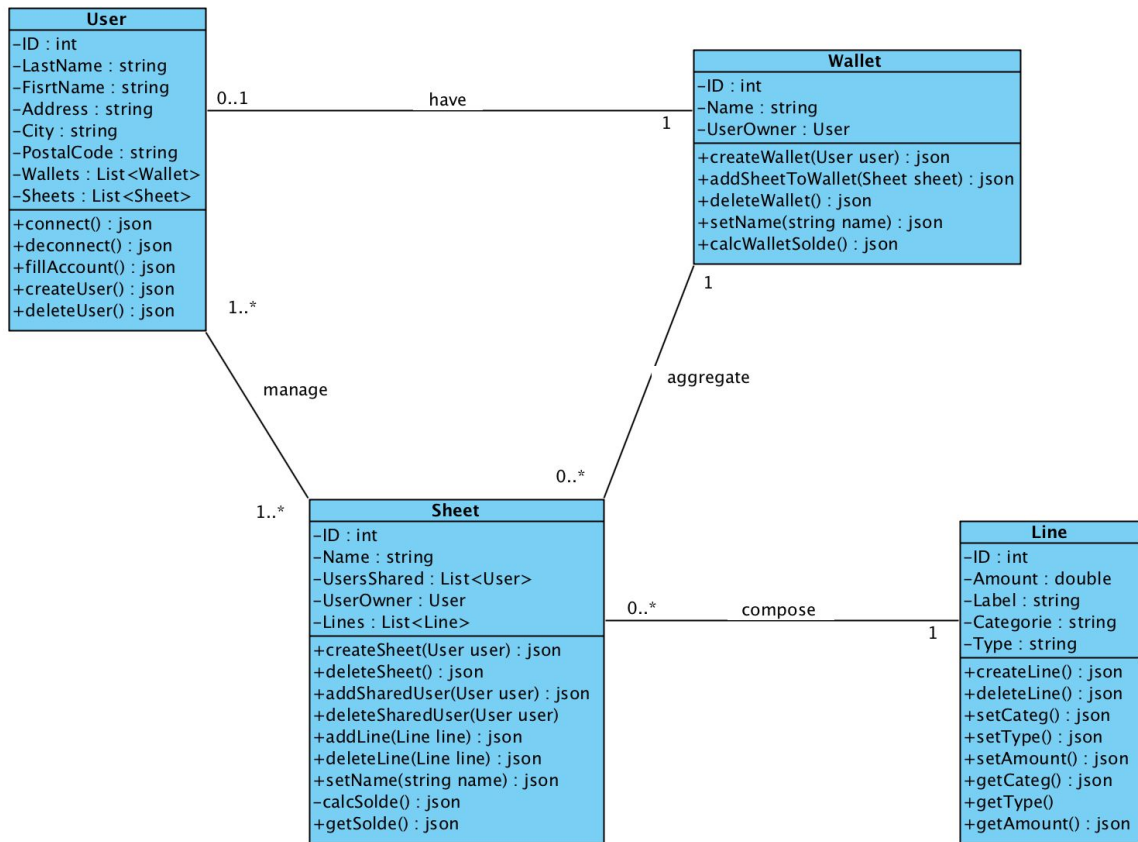 User
-ID : int
-LastName : string
-FisrtName : string
-Address : string
-City : string
-PostalCode : string
-Wallets : List<Wallet>
-Sheets : List<Sheet>
+connect() : json
+deconnect() : json
+fillAccount() : json
+createUser() : json
+deleteUser() : json
0..1
have
1
Wallet
-ID : int
-Name : string
-UserOwner : User
+createWallet(User user) : json
+addSheetToWallet(Sheet sheet) : json
+deleteWallet() : json
+setName(string name) : json
+calcWalletSolde() : json
1..*
manage
1..*
1
aggregate
0..*
Sheet
-ID : int
-Name : string
-UsersShared : List<User>
-UserOwner : User
-Lines : List<Line>
+createSheet(User user) : json
+deleteSheet() : json
+addSharedUser(User user) : json
+deleteSharedUser(User user)
+addLine(Line line) : json
+deleteLine(Line line) : json
+setName(string name) : json
-calcSolde() : json
+getSolde() : json
0..*
compose
1
Line
-ID : int
-Amount : double
-Label : string
-Categorie : string
-Type : string
+createLine() : json
+deleteLine() : json
+setCateg() : json
+setType() : json
+setAmount() : json
+getCateg() : json
+getType()
+getAmount() : json